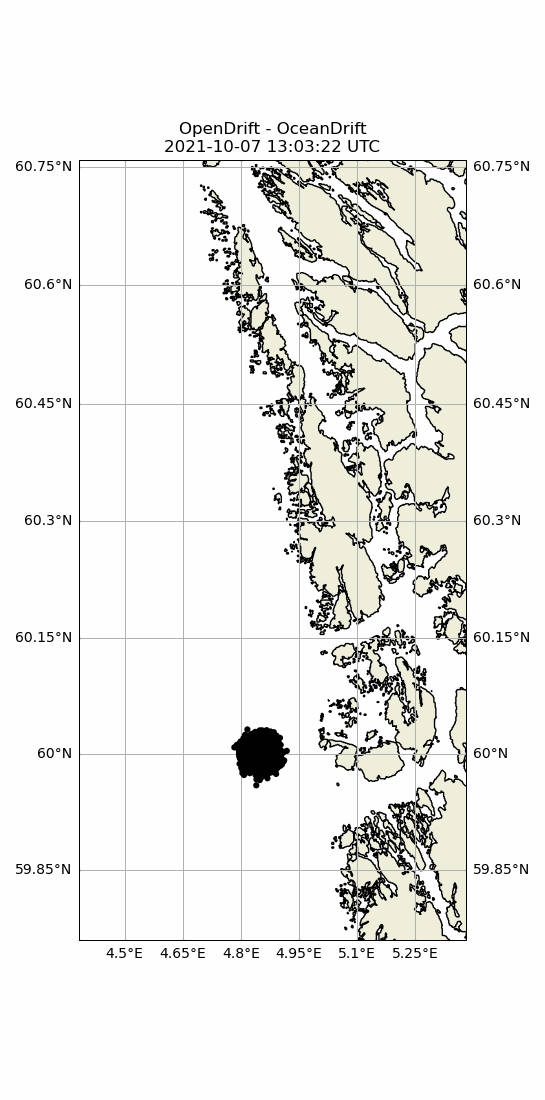 OpenDrift - OceanDrift
2021-10-07 13:03:22 UTC
60.75°N 60.75°N
60.6°N 60.6°N
60.45°N 60.45°N
60.3°N 60.3°N
60.15°N 60.15°N
60°N 60°N
59.85°N 59.85°N
4.5°E 4.65°E 4.8°E 4.95°E 5.1°E 5.25°E